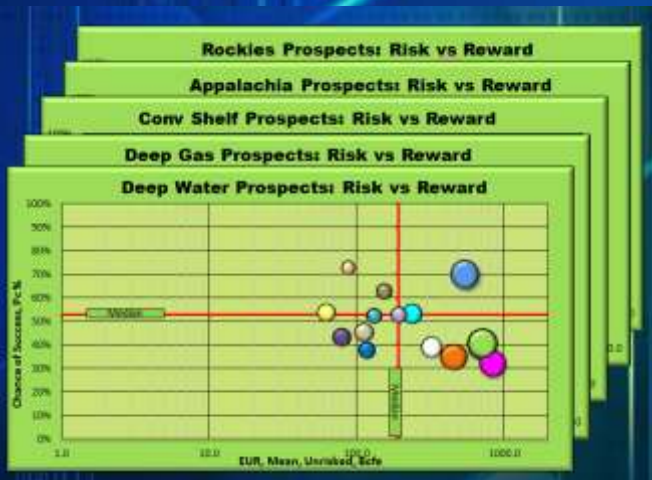 Rockies Prospects: Risk vs Reward
Appalachia Prospects: Risk vs Reward
Conv Shelf Prospects: Risk vs Reward
Deep Gas Prospects: Risk vs Reward
Deep Water Prospects: Risk vs Reward
100%
90%
80%
70%
60%
50%
40%
30%
20%
10%
0%
Chance of Success, Pc %
Median
Median
1.0
10.0
100.0
1000.0
EUR, Mean, Unrisked, Bcfe